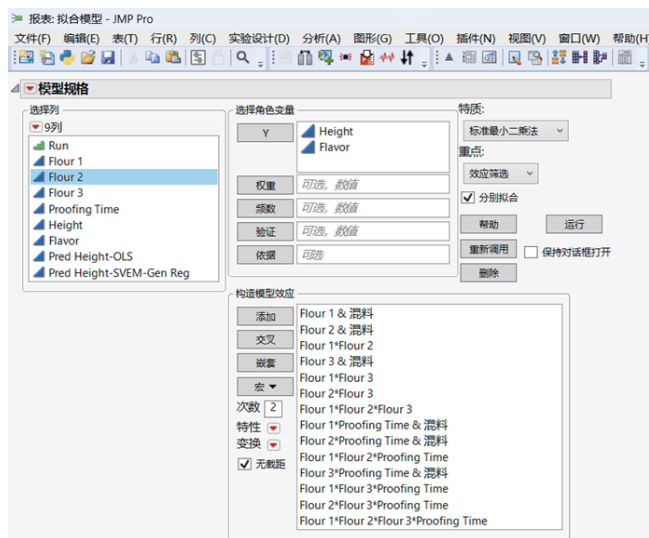 报表: 拟合模型 - JMP Pro
文件(F) 编辑(E) 表(T) 行(R) 列(C) 实验设计(D) 分析(A) 图形(G) 工具(O) 插件(N) 视图(V) 窗口(W) 帮助(H
模型规格
选择列
9列
Run
Flour 1
Flour 2
Flour 3
Proofing Time
Height
Flavor
Pred Height-OLS
Pred Height-SVEM-Gen Reg
选择角色变量
Y
Height
Flavor
权重 可选, 数值
频数 可选, 数值
验证 可选, 数值
依据 可选
特质:
标准最小二乘法
重点:
效应筛选
分别拟合
帮助 运行
重新调用 保持对话框打开
删除
构造模型效应
添加
交叉
嵌套
宏
次数 2
特性
变换
无截距
Flour 1 & 混料
Flour 2 & 混料
Flour 1*Flour 2
Flour 3 & 混料
Flour 1*Flour 3
Flour 2*Flour 3
Flour 1*Flour 2*Flour 3
Flour 1*Proofing Time & 混料
Flour 2*Proofing Time & 混料
Flour 1*Flour 2*Proofing Time
Flour 3*Proofing Time & 混料
Flour 1*Flour 3*Proofing Time
Flour 2*Flour 3*Proofing Time
Flour 1*Flour 2*Flour 3*Proofing Time